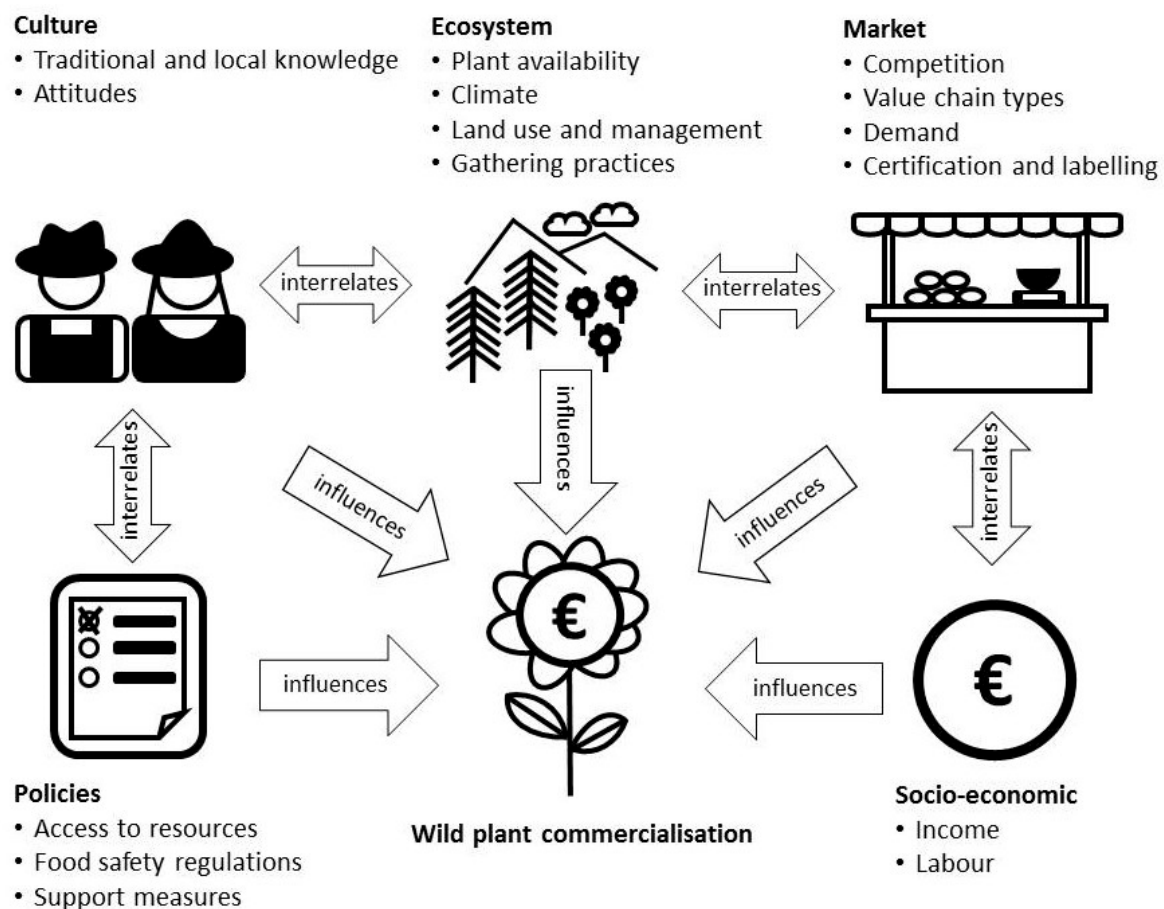 Culture
• Traditional and local knowledge
• Attitudes
Ecosystem
• Plant availability
• Climate
• Land use and management
• Gathering practices
Market
• Competition
• Value chain types
• Demand
• Certification and labelling
interrelates
interrelates
interrelates
influences
influences
influences
interrelates
€
influences
influences
€
Policies
• Access to resources
• Food safety regulations
• Support measures
Wild plant commercialisation
Socio-economic
• Income
• Labour